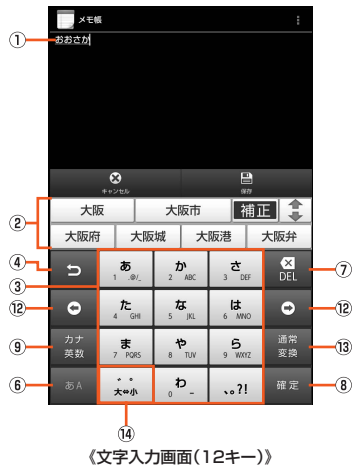 メモ帳
① おおさか
キャンセル 保存
② 大阪 大阪市 補正
大阪府 大阪城 大阪港 大阪弁
④ あ 1 .@/_ か 2 ABC さ 3 DEF DEL ⑦
③
⑫ た 4 GHI な 5 JKL は 6 MNO ⑫
⑨ カナ英数 ま 7 PQRS や 8 TUV ら 9 WXYZ 通常変換 ⑬
⑥ あA ゛゜大⇔小 わ 0 ー 、。?! 確定 ⑧
⑭
《文字入力画面(12キー)》